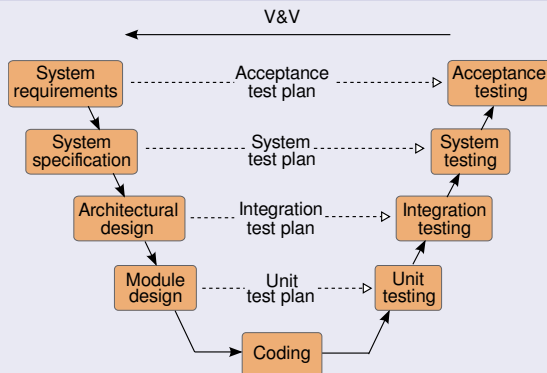 V&V
System
requirements
Acceptance
test plan
Acceptance
testing
System
specification
System
test plan
System
testing
Architectural
design
Integration
test plan
Integration
testing
Module
design
Unit
test plan
Unit
testing
Coding